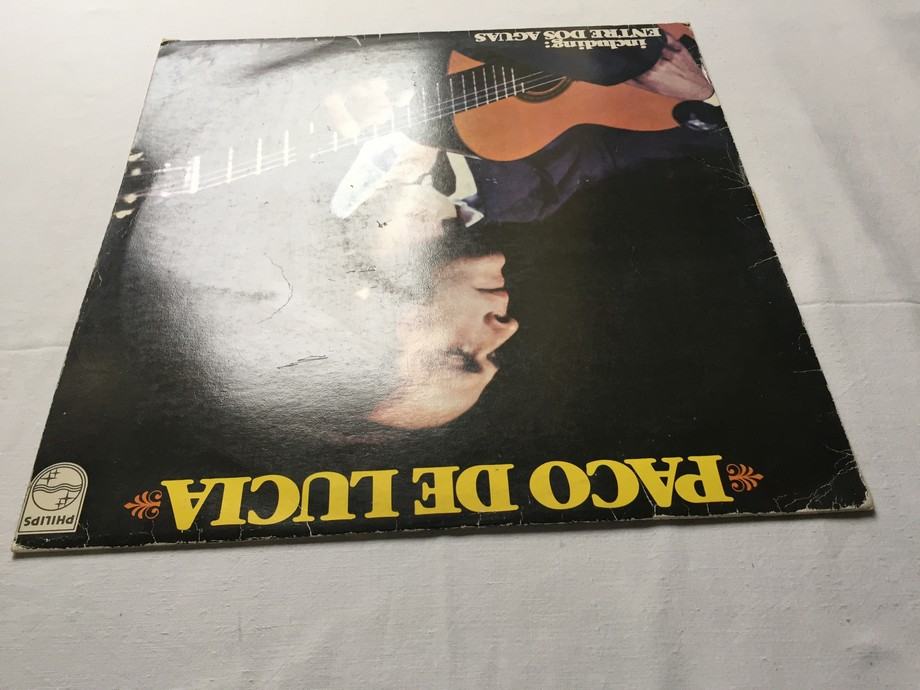 PHILIPS
PACO DE LUCIA
including:
ENTRE DOS AGUAS